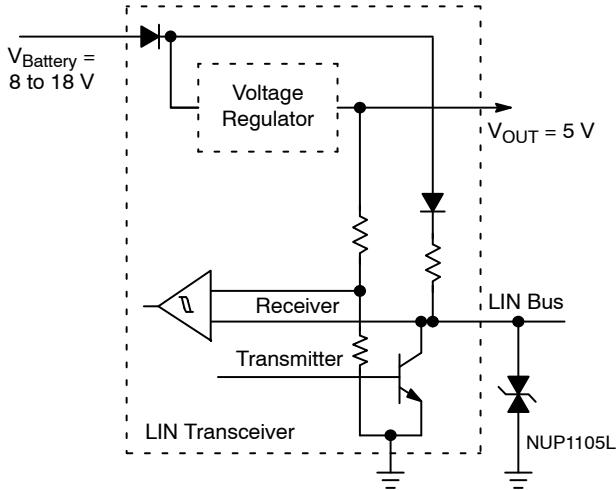 V_Battery =
8 to 18 V
Voltage
Regulator
V_OUT = 5 V
Receiver
LIN Bus
Transmitter
LIN Transceiver
NUP1105L